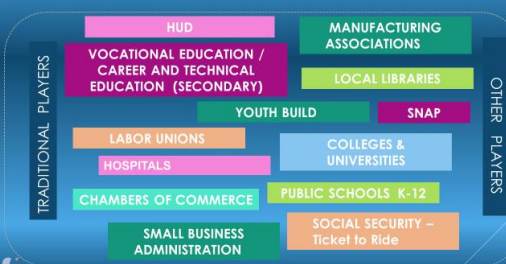 TRADITIONAL PLAYERS
HUD
MANUFACTURING
ASSOCIATIONS
VOCATIONAL EDUCATION /
CAREER AND TECHNICAL
EDUCATION (SECONDARY)
LOCAL LIBRARIES
YOUTH BUILD
SNAP
LABOR UNIONS
COLLEGES &
UNIVERSITIES
HOSPITALS
CHAMBERS OF COMMERCE
PUBLIC SCHOOLS K-12
SMALL BUSINESS
ADMINISTRATION
SOCIAL SECURITY –
Ticket to Ride
OTHER PLAYERS